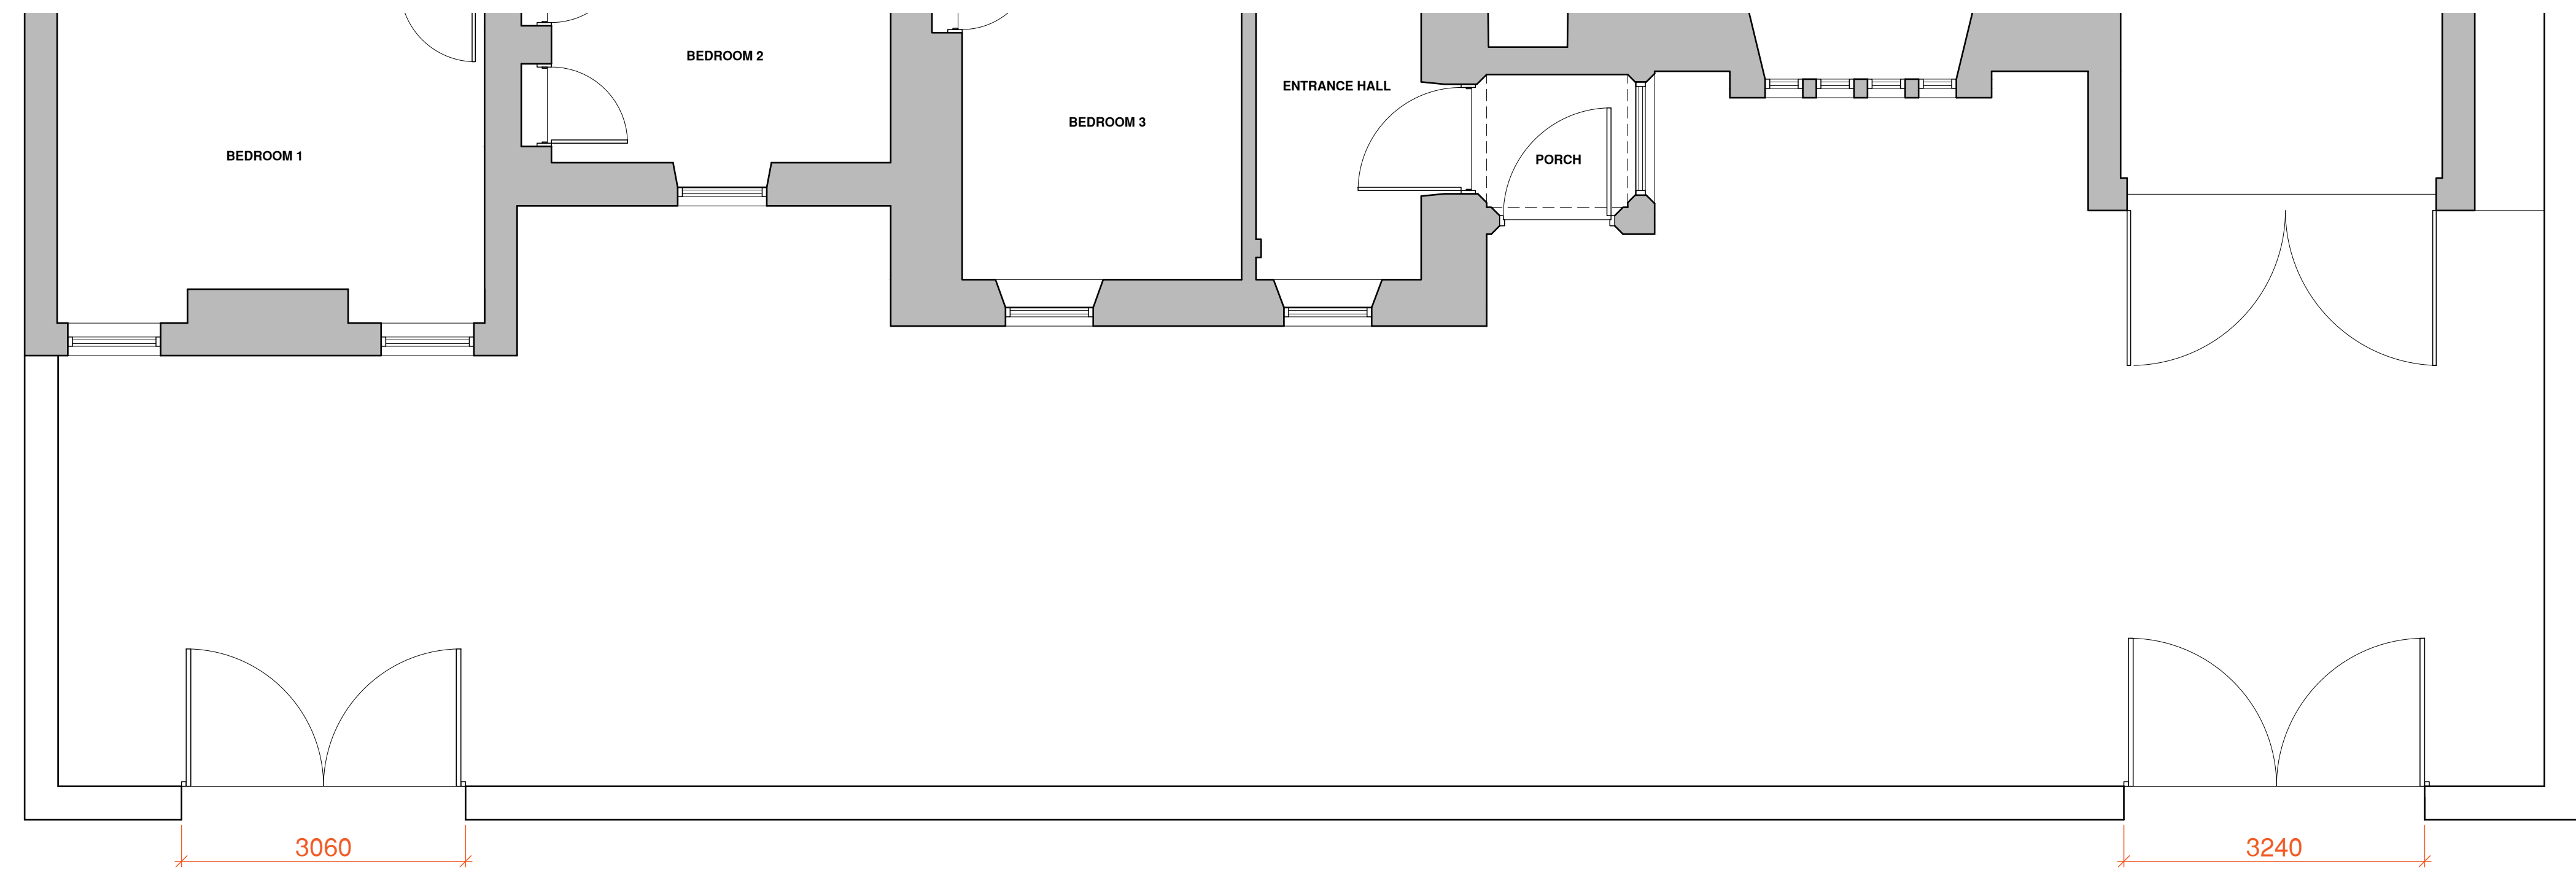 BEDROOM 2
ENTRANCE HALL
BEDROOM 3
BEDROOM 1
PORCH
3060
3240